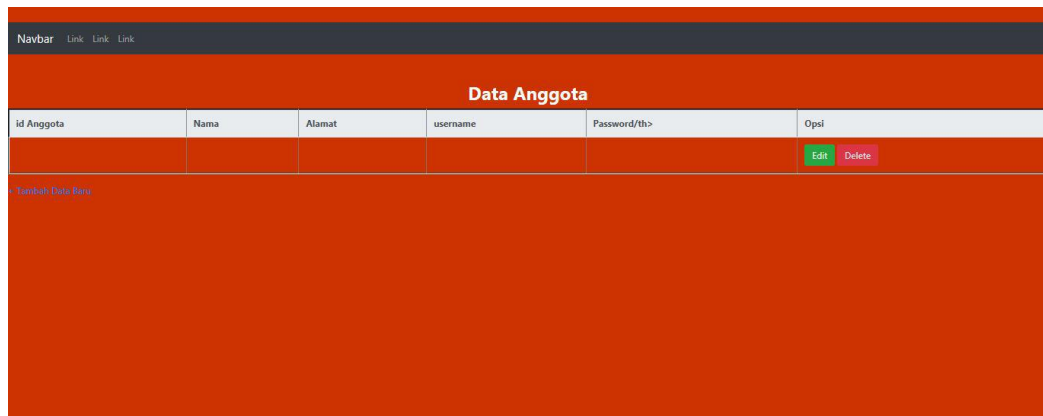 Navbar Link Link Link
Data Anggota
id Anggota Nama Alamat username Password/th> Opsi
Edit Delete
+ Tambah Data Baru